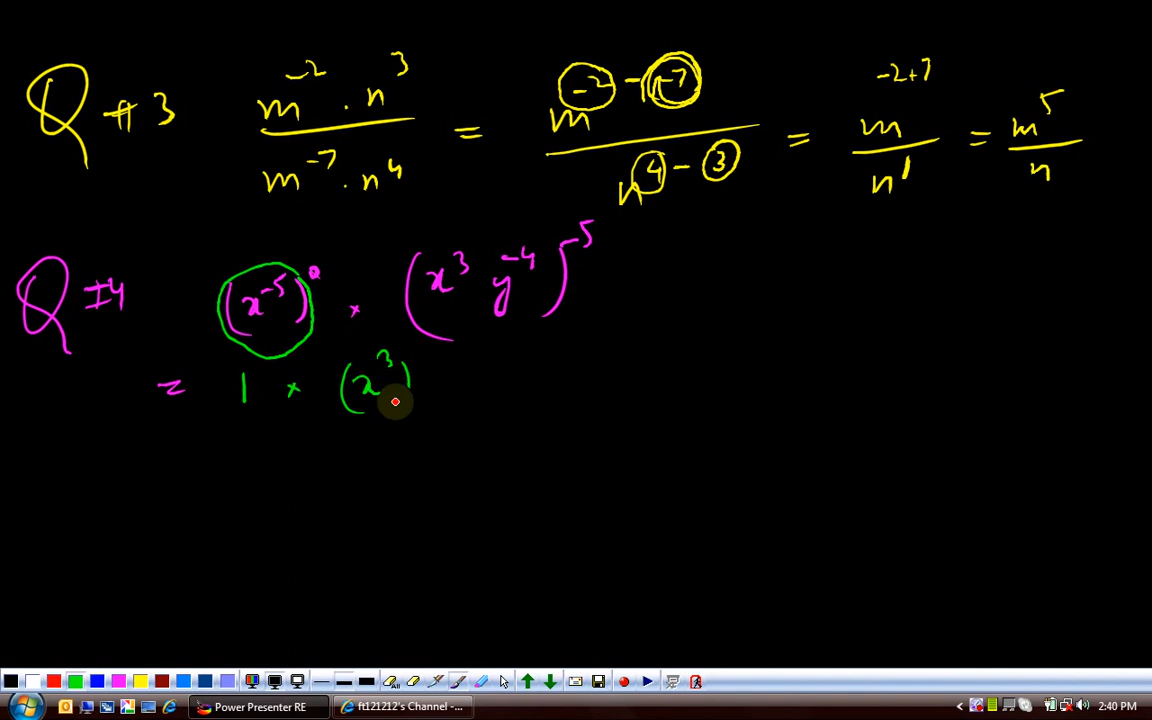 Q #3 m^-2 · n^3 / m^-7 · n^4 = m^-2 - -7 / n^4 - 3 = m^-2+7 / n^1 = m^5 / n
Q #4 (x^-5)^0 × (x^3 y^-4)^-5
= 1 × (x^3)
Power Presenter RE
ft121212's Channel - ...
2:40 PM